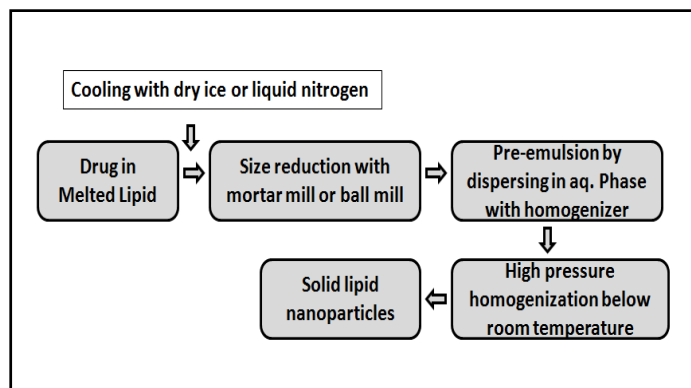 Cooling with dry ice or liquid nitrogen
Drug in
Melted Lipid
Size reduction with
mortar mill or ball mill
Pre-emulsion by
dispersing in aq. Phase
with homogenizer
High pressure
homogenization below
room temperature
Solid lipid
nanoparticles